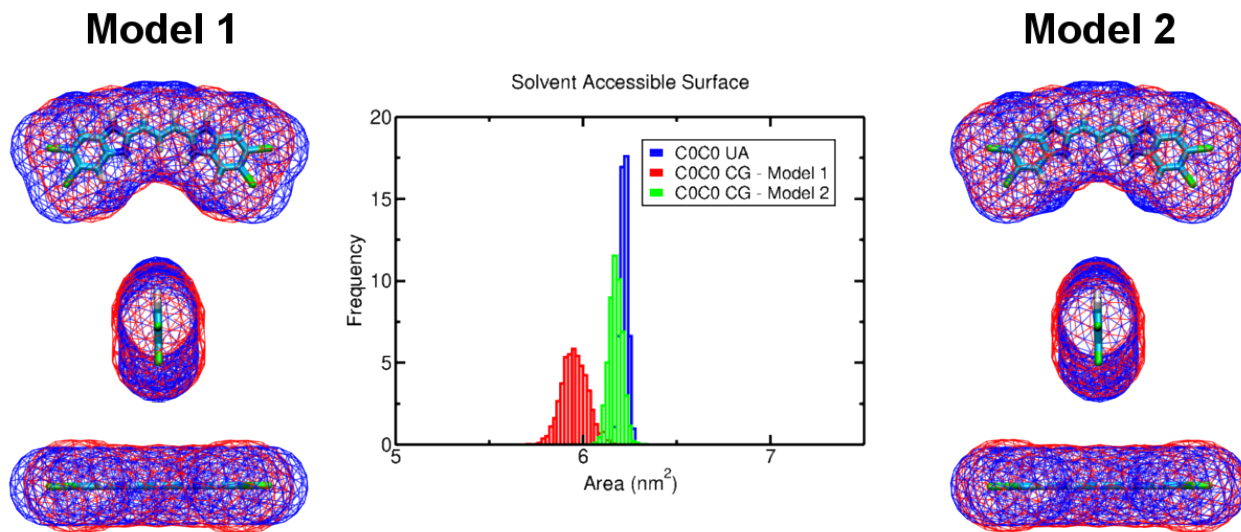 Model 1
Model 2
Solvent Accessible Surface
20
15
10
5
0
Frequency
C0C0 UA
C0C0 CG - Model 1
C0C0 CG - Model 2
5
6
7
Area (nm²)